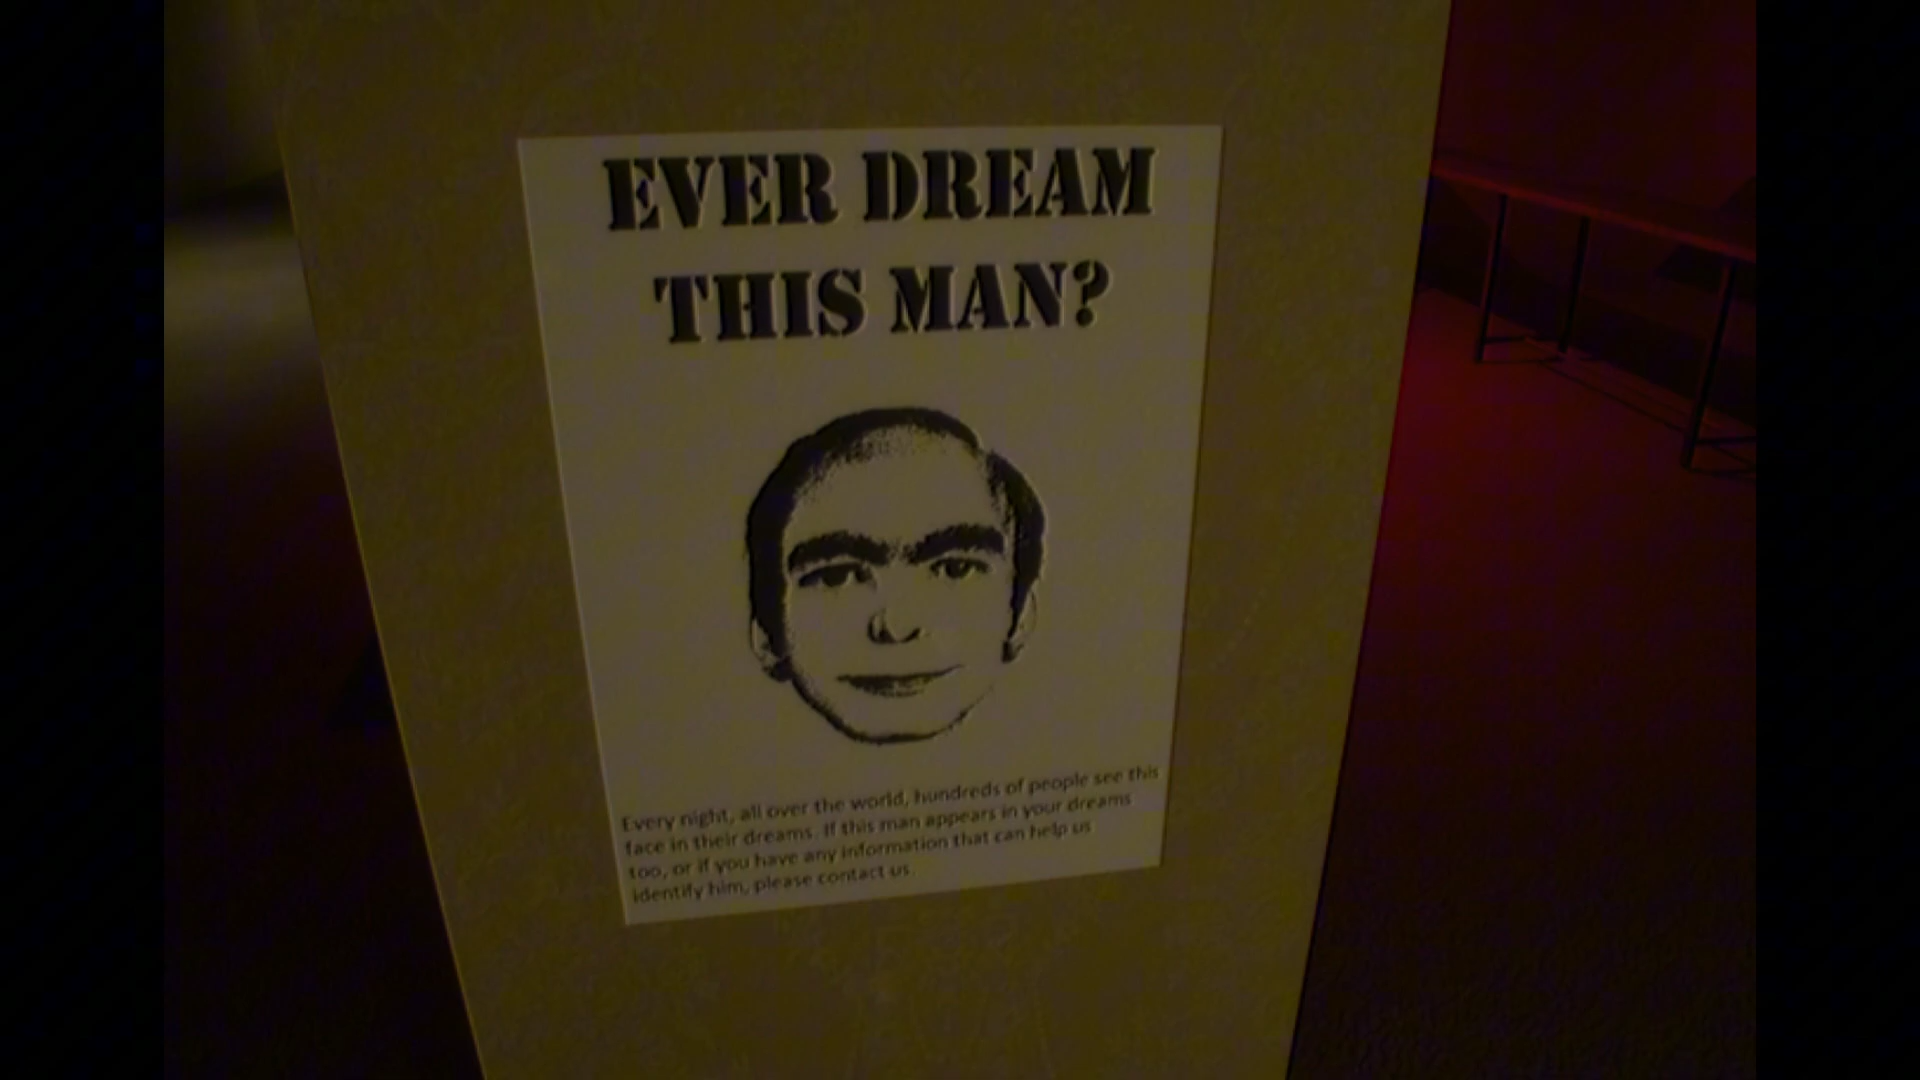 EVER DREAM
THIS MAN?
Every night, all over the world, hundreds of people see this
face in their dreams. If this man appears in your dreams
too, or if you have any information that can help us
identify him, please contact us.